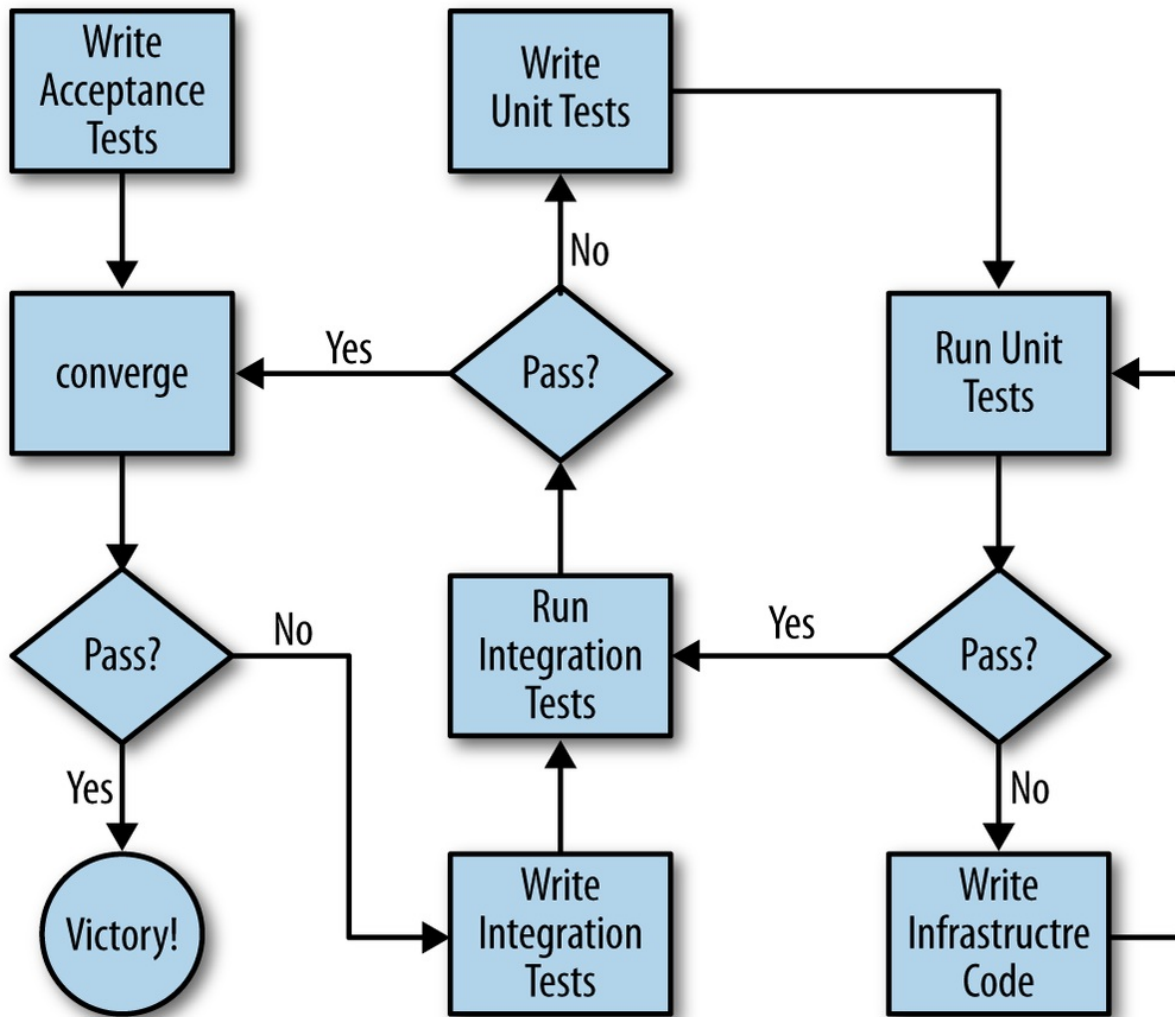 Write
Acceptance
Tests
Write
Unit Tests
No
converge
Yes
Pass?
Run Unit
Tests
Pass?
No
Run
Integration
Tests
Yes
Pass?
Yes
No
Victory!
Write
Integration
Tests
Write
Infrastructre
Code